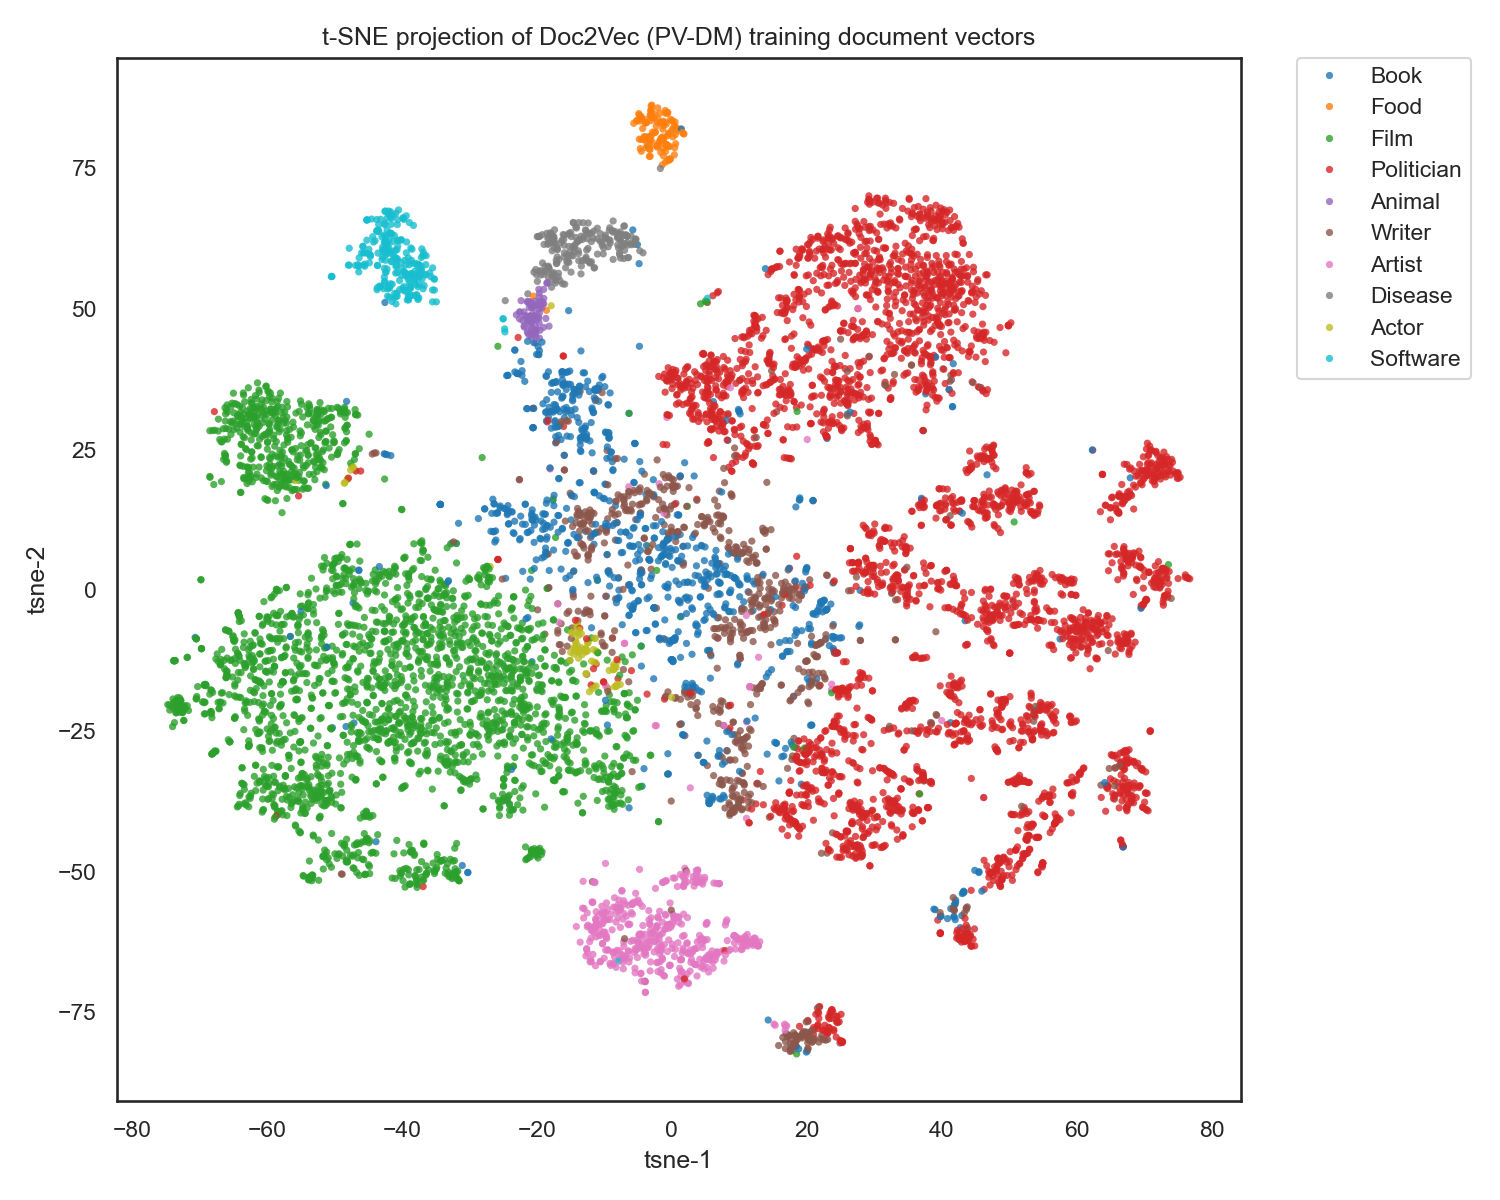 t-SNE projection of Doc2Vec (PV-DM) training document vectors
Book
Food
Film
Politician
Animal
Writer
Artist
Disease
Actor
Software
tsne-2
75
50
25
0
−25
−50
−75
−80 −60 −40 −20 0 20 40 60 80
tsne-1